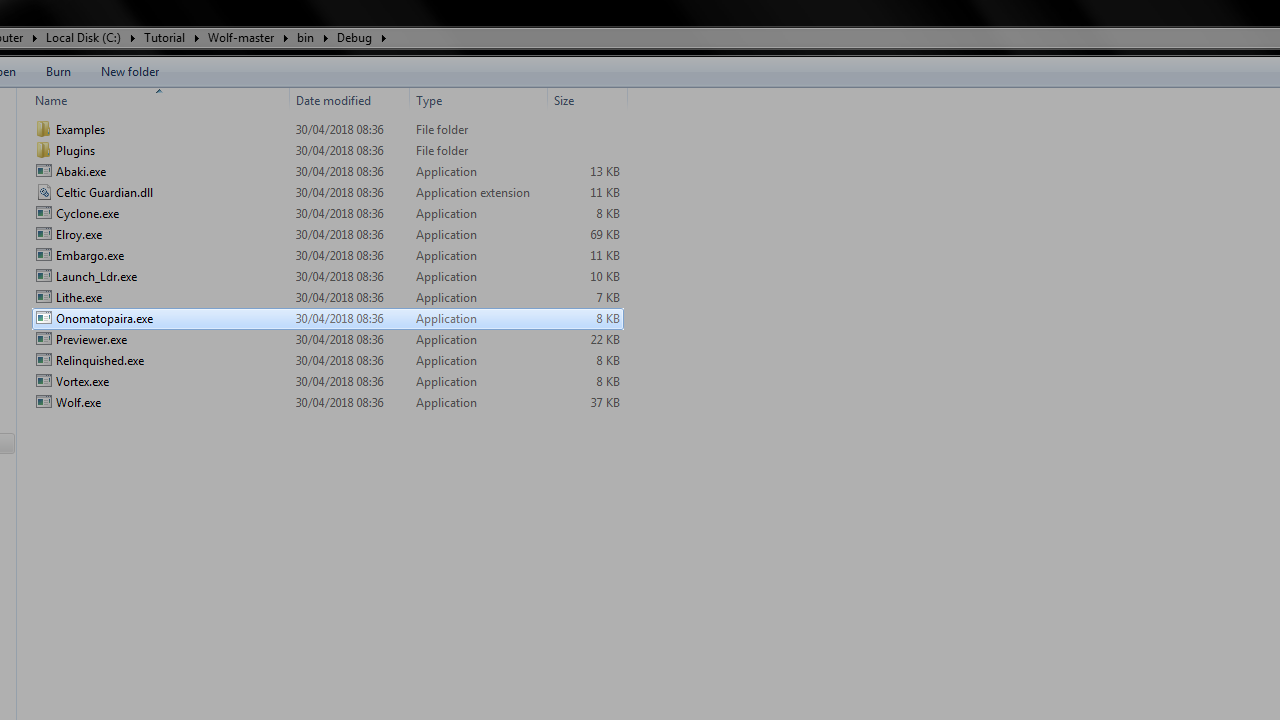 puter Local Disk (C:) Tutorial Wolf-master bin Debug
pen Burn New folder
Name Date modified Type Size
Examples 30/04/2018 08:36 File folder
Plugins 30/04/2018 08:36 File folder
Abaki.exe 30/04/2018 08:36 Application 13 KB
Celtic Guardian.dll 30/04/2018 08:36 Application extension 11 KB
Cyclone.exe 30/04/2018 08:36 Application 8 KB
Elroy.exe 30/04/2018 08:36 Application 69 KB
Embargo.exe 30/04/2018 08:36 Application 11 KB
Launch_Ldr.exe 30/04/2018 08:36 Application 10 KB
Lithe.exe 30/04/2018 08:36 Application 7 KB
Onomatopaira.exe 30/04/2018 08:36 Application 8 KB
Previewer.exe 30/04/2018 08:36 Application 22 KB
Relinquished.exe 30/04/2018 08:36 Application 8 KB
Vortex.exe 30/04/2018 08:36 Application 8 KB
Wolf.exe 30/04/2018 08:36 Application 37 KB